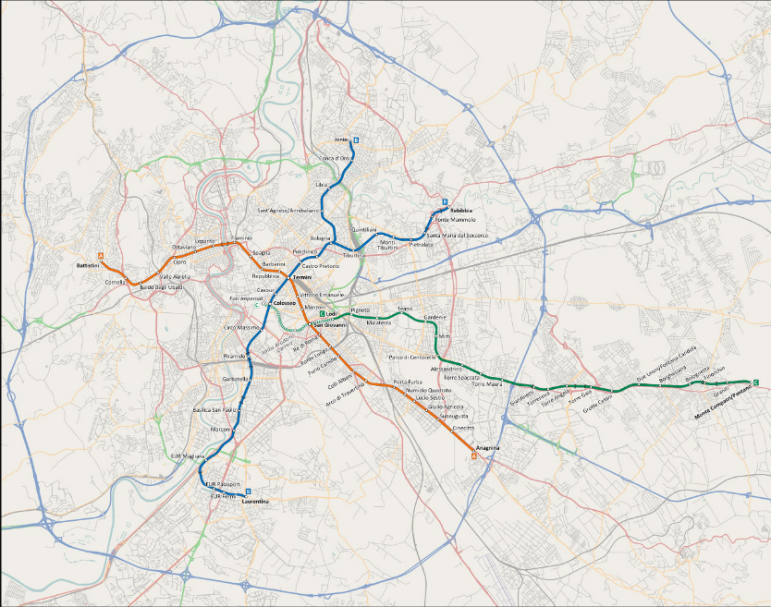 Jonio
B
Conca d'Oro
Libia
Sant'Agnese/Annibaliano
B
Rebibbia
Ponte Mammolo
Santa Maria del Soccorso
Pietralata
Monti Tiburtini
Quintiliani
Tiburtina
Bologna
Policlinico
Castro Pretorio
Termini
A
Battistini
Cornelia
Baldo degli Ubaldi
Valle Aurelia
Cipro
Ottaviano
Lepanto
Flaminio
Spagna
Barberini
Repubblica
Vittorio Emanuele
Manzoni
Cavour
Fori Imperiali
C
Colosseo
Circo Massimo
Piramide
Garbatella
Basilica San Paolo
Marconi
EUR Magliana
EUR Palasport
EUR Fermi
B
Laurentina
C
Lodi
San Giovanni
Re di Roma
Ponte Lungo
Furio Camillo
Colli Albani
Arco di Travertino
Porta Furba
Numidio Quadrato
Lucio Sestio
Giulio Agricola
Subaugusta
Cinecittà
Anagnina
A
Pigneto
Malatesta
Teano
Gardenie
Mirti
Parco di Centocelle
Alessandrino
Torre Spaccata
Torre Maura
Giardinetti
Torrenova
Torre Angela
Torre Gaia
Grotte Celoni
Due Leoni/Fontana Candida
Borghesiana
Bolognetta
Finocchio
Graniti
Monte Compatri/Pantano
C